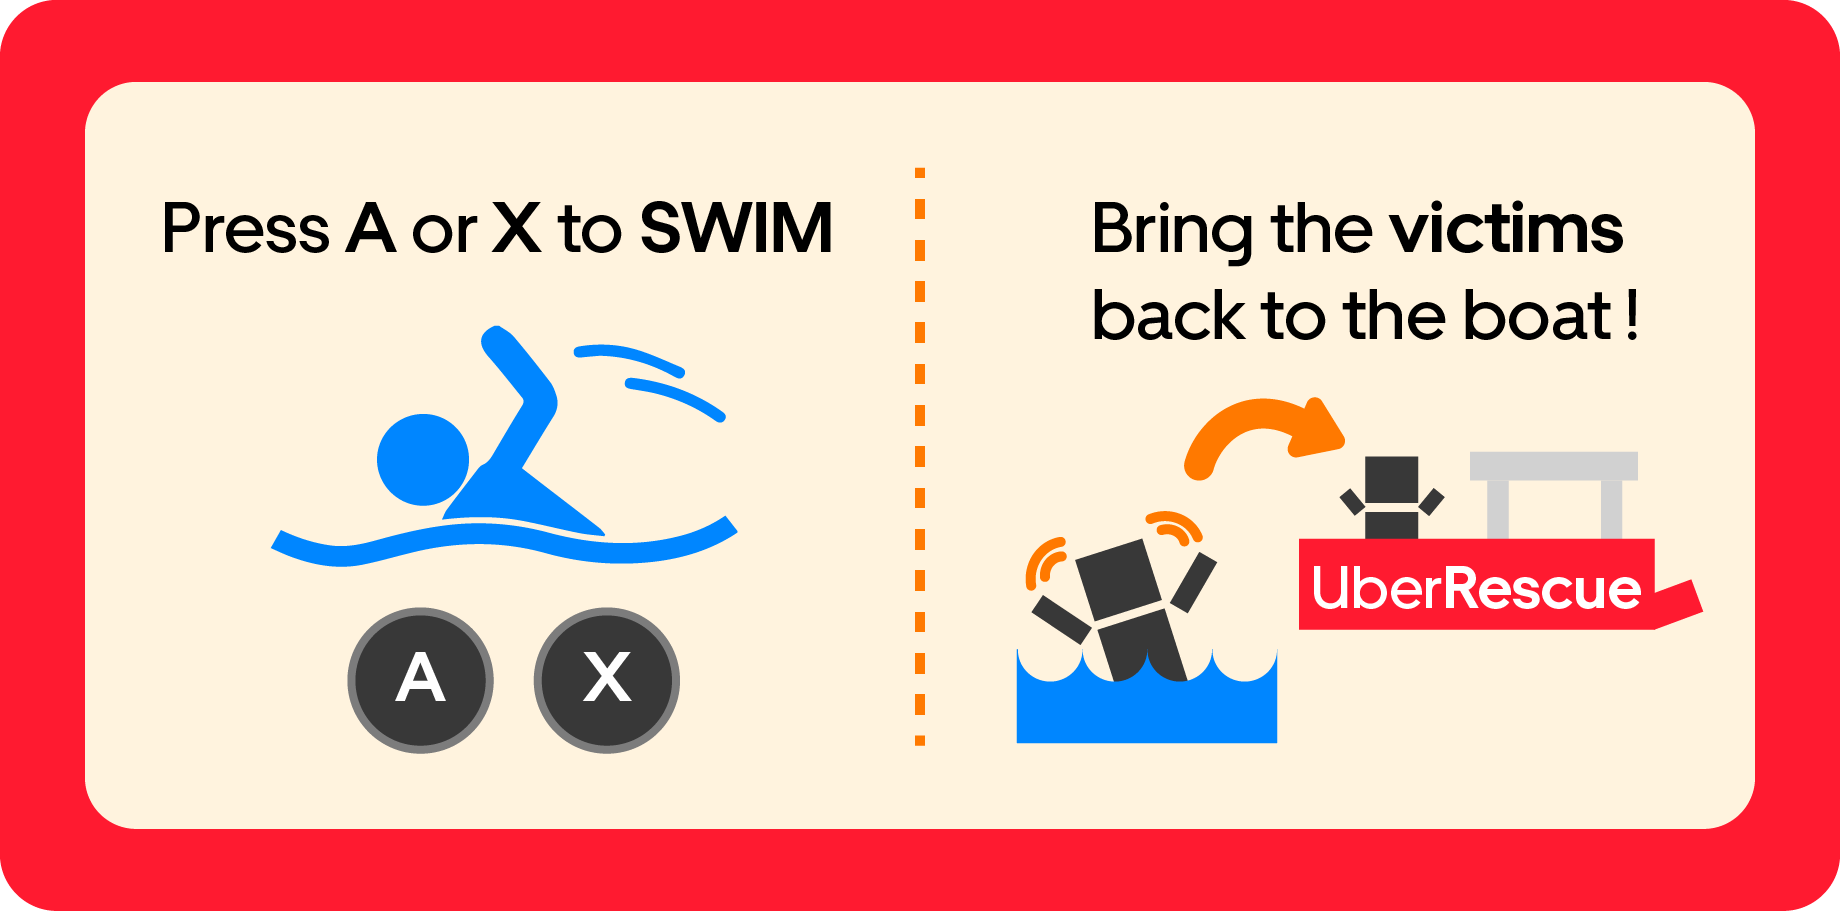 Press A or X to SWIM
A
X
Bring the victims
back to the boat !
UberRescue